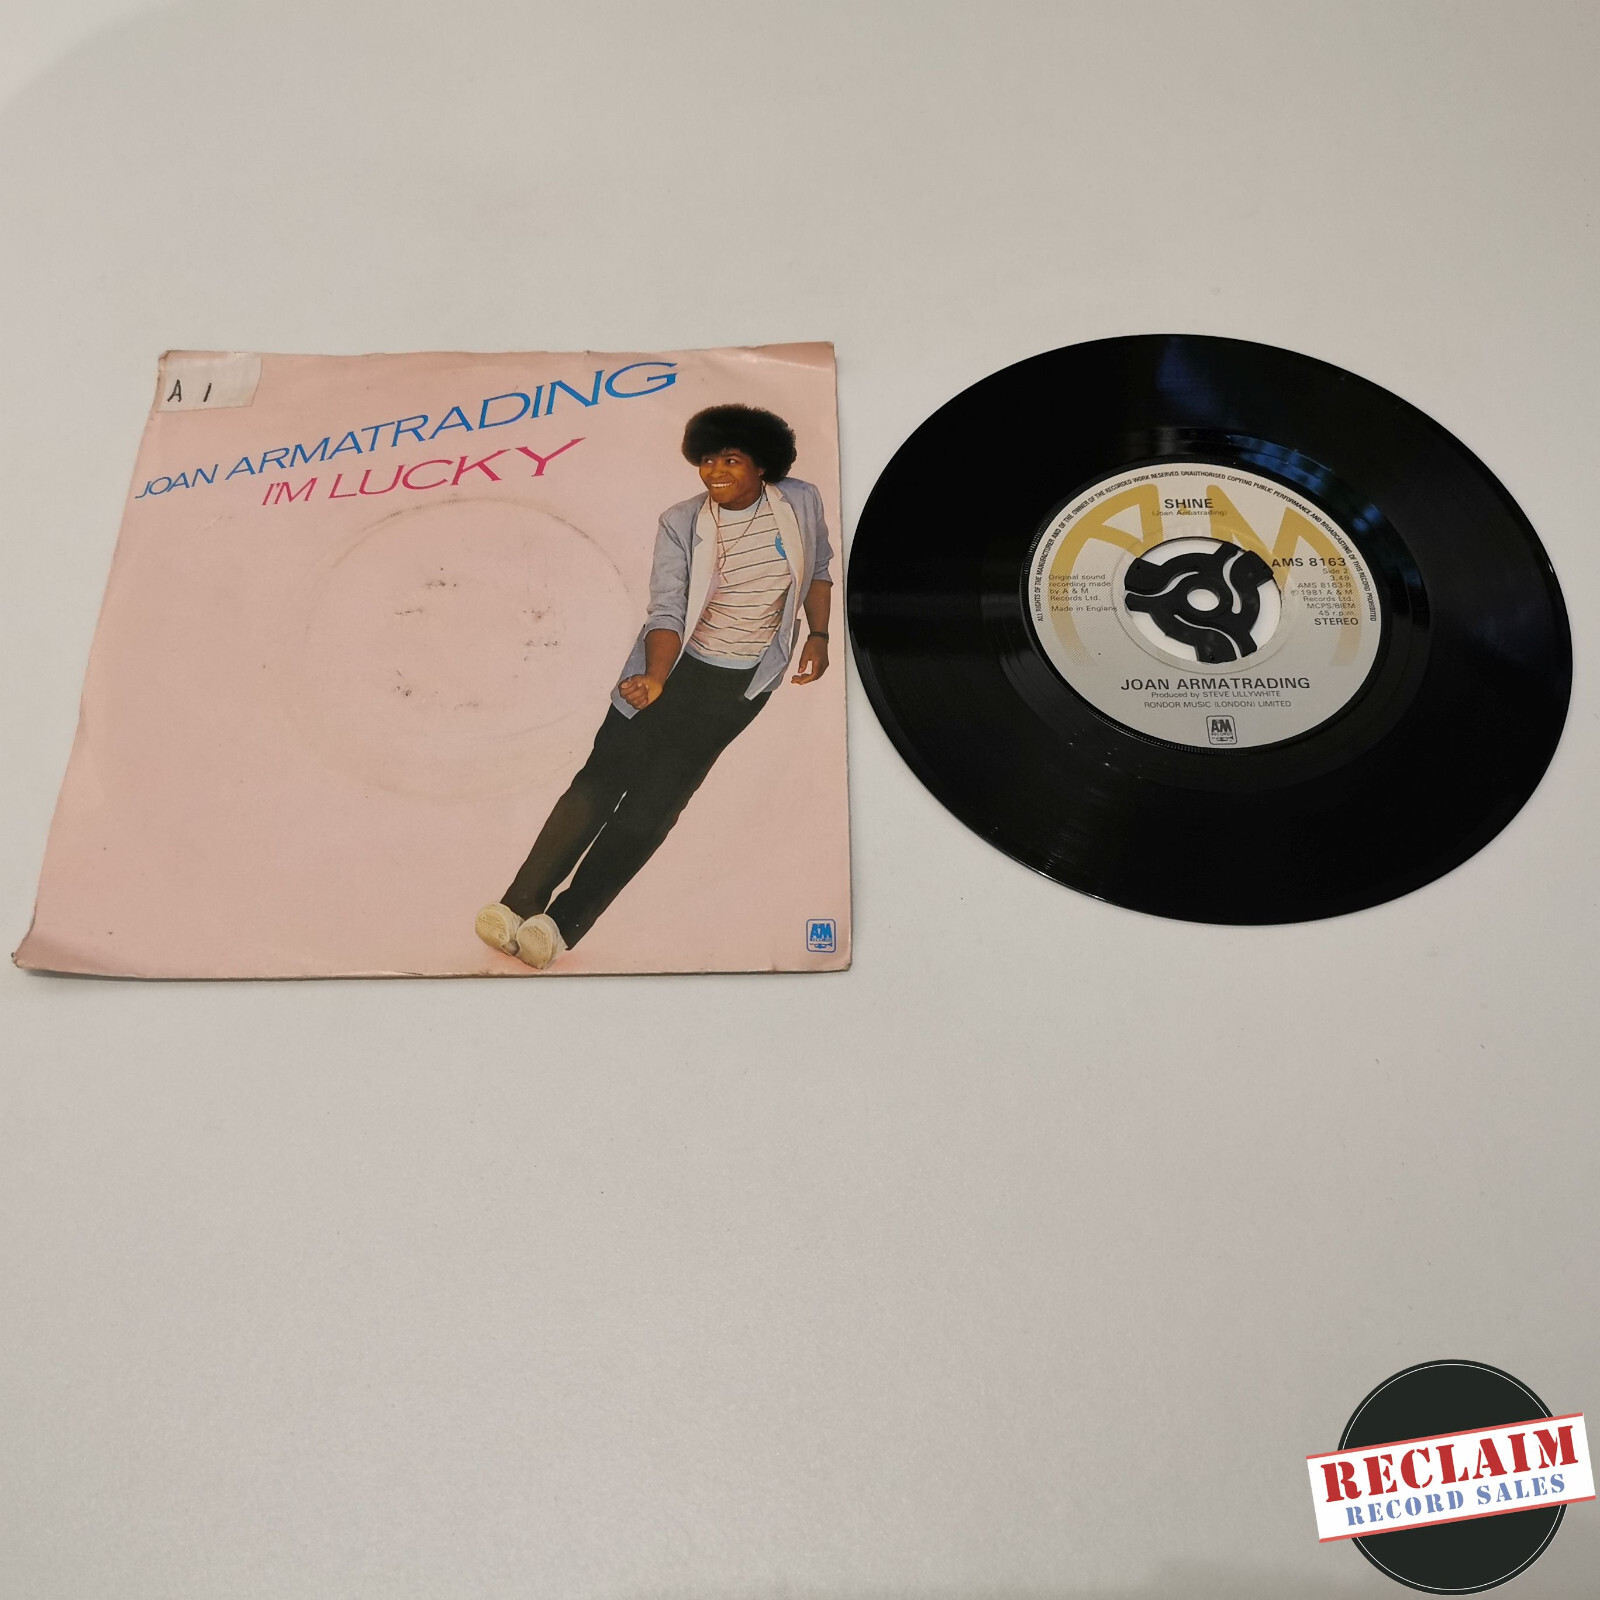 A 1
JOAN ARMATRADING
I'M LUCKY
A&M
RECORDS
ALL RIGHTS OF THE MANUFACTURER AND OF THE OWNER OF THE RECORDED WORK RESERVED. UNAUTHORISED COPYING PUBLIC PERFORMANCE AND BROADCASTING OF THIS RECORD PROHIBITED
A&M
SHINE
(Joan Armatrading)
Original sound
recording made
by A & M
Records Ltd.
Made in England
AMS 8163
Side 2
3.49
AMS 8163-B
℗1981 A & M
Records Ltd.
MCPS/BIEM
45 r.p.m.
STEREO
JOAN ARMATRADING
Produced by STEVE LILLYWHITE
RONDOR MUSIC (LONDON) LIMITED
A&M
RECORDS
RECLAIM
RECORD SALES